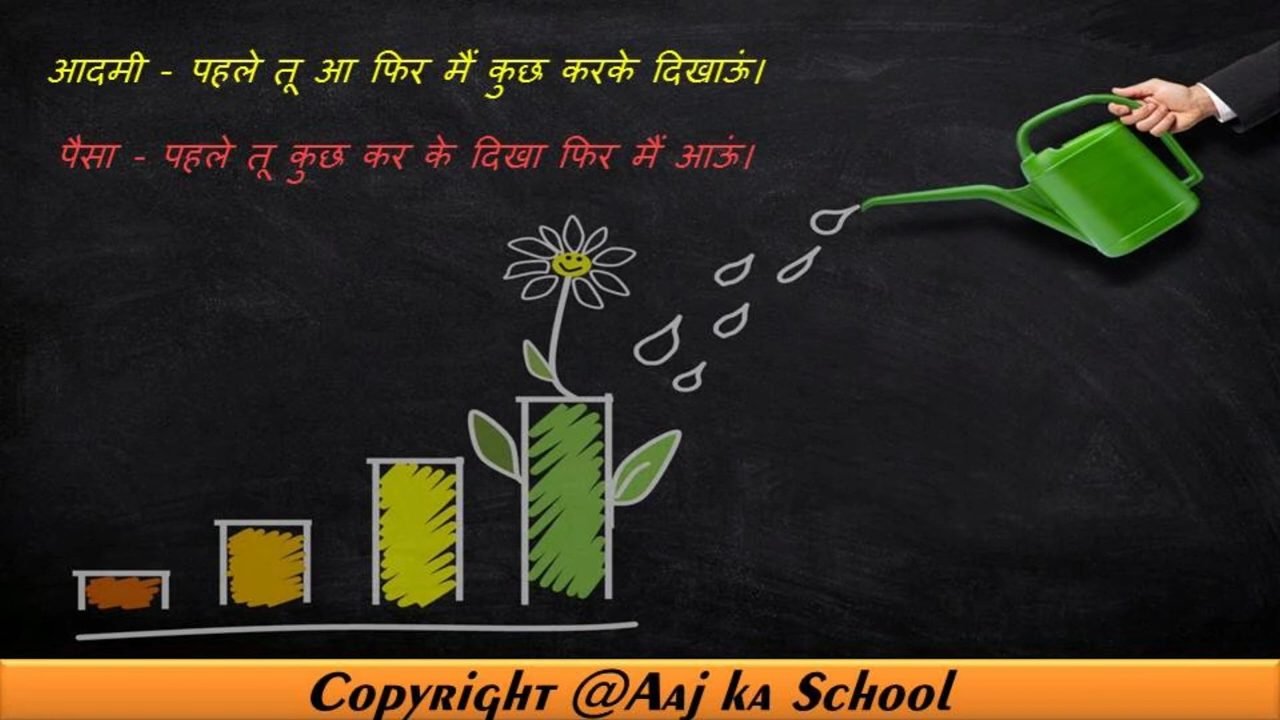 आदमी - पहले तू आ फिर मैं कुछ करके दिखाऊं।
पैसा - पहले तू कुछ कर के दिखा फिर मैं आऊं।
Copyright @Aaj ka School